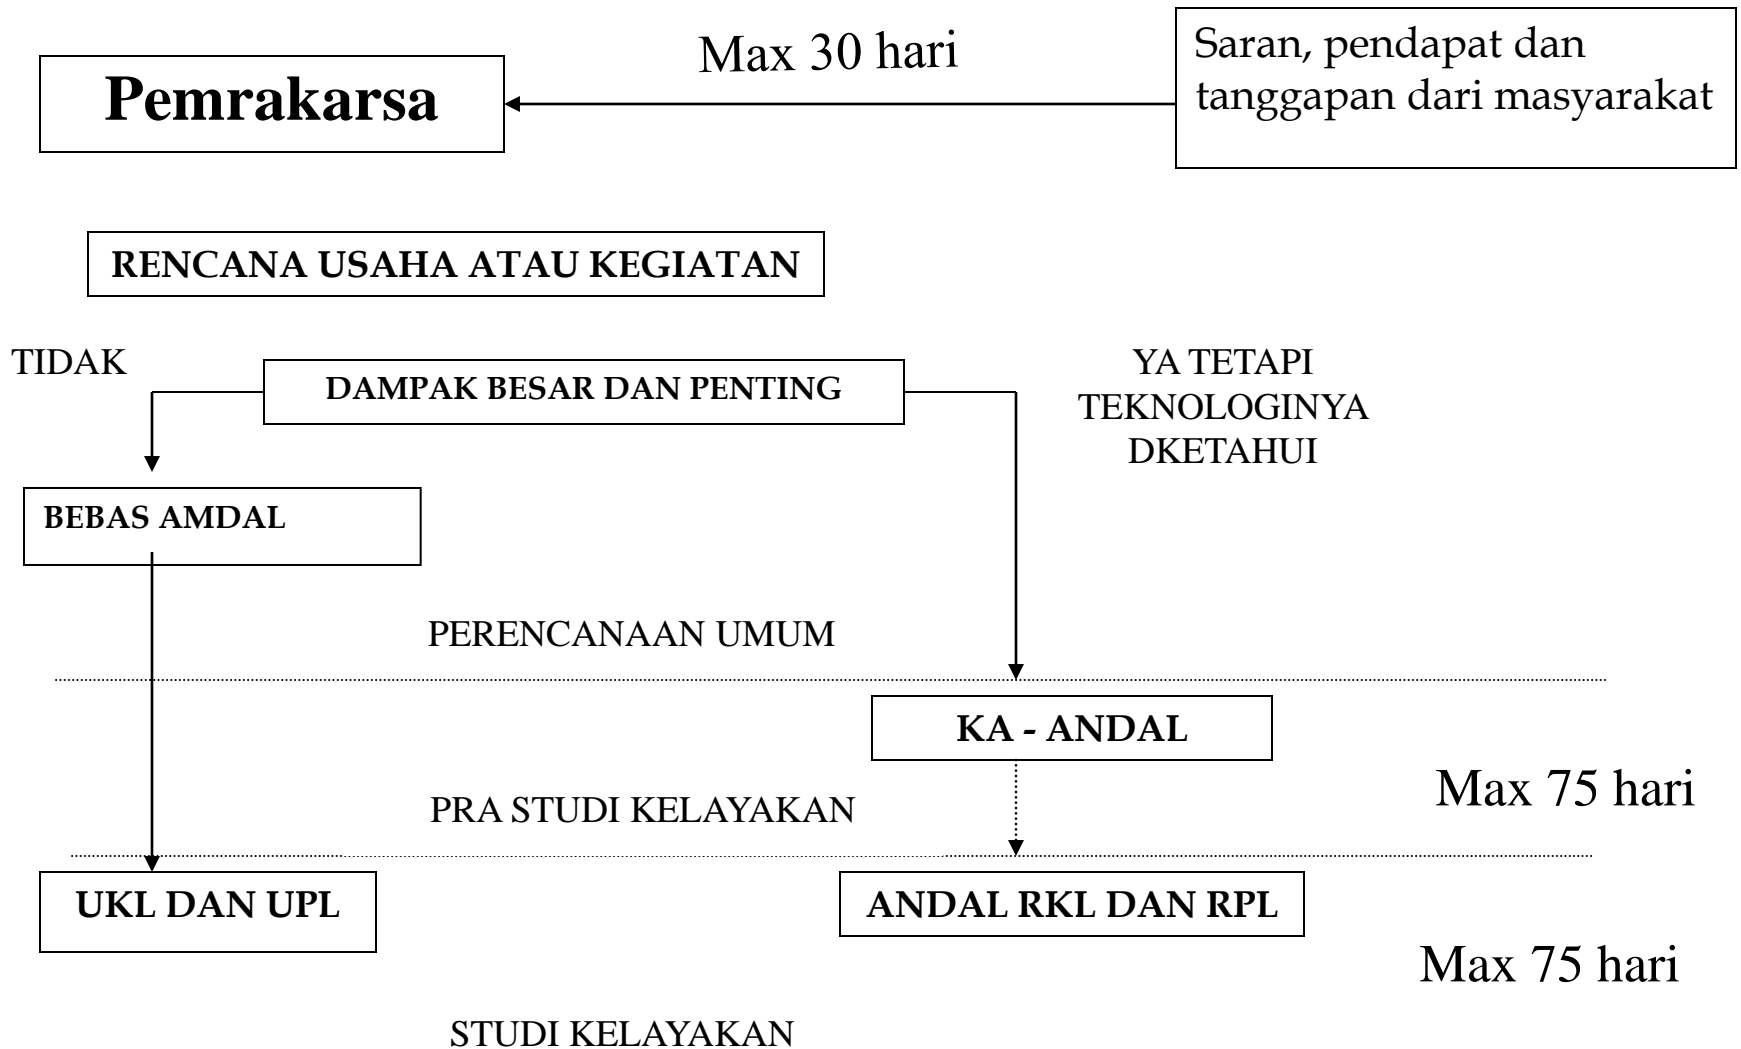 Max 30 hari
Saran, pendapat dan
tanggapan dari masyarakat
Pemrakarsa
RENCANA USAHA ATAU KEGIATAN
TIDAK
DAMPAK BESAR DAN PENTING
YA TETAPI
TEKNOLOGINYA
DKETAHUI
BEBAS AMDAL
PERENCANAAN UMUM
KA - ANDAL
Max 75 hari
PRA STUDI KELAYAKAN
UKL DAN UPL
ANDAL RKL DAN RPL
Max 75 hari
STUDI KELAYAKAN